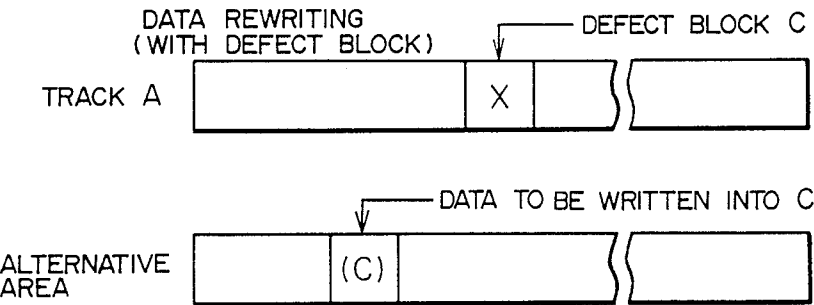 DATA REWRITING
(WITH DEFECT BLOCK)
DEFECT BLOCK C
TRACK A
X
DATA TO BE WRITTEN INTO C
ALTERNATIVE
AREA
(C)